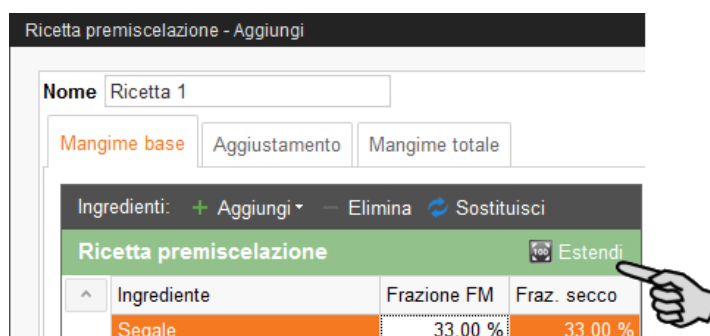 Ricetta premiscelazione - Aggiungi
Nome Ricetta 1
Mangime base Aggiustamento Mangime totale
Ingredienti: + Aggiungi − Elimina Sostituisci
Ricetta premiscelazione 100 Estendi
Ingrediente Frazione FM Fraz. secco
Segale 33.00 % 33.00 %